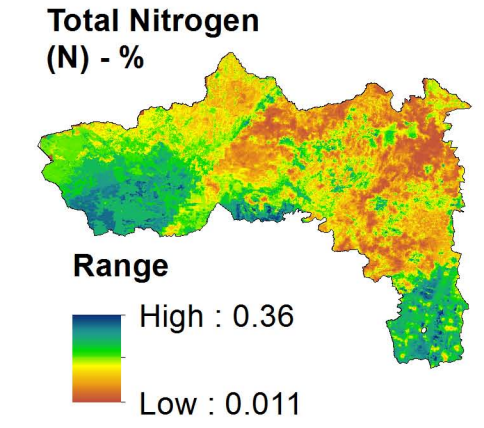 Total Nitrogen
(N) - %
Range
High : 0.36
Low : 0.011